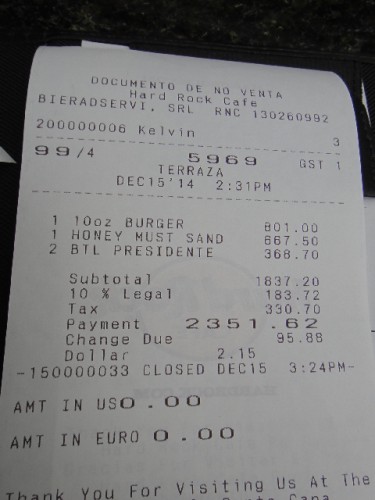 DOCUMENTO DE NO VENTA
Hard Rock Cafe
BIERADSERVI, SRL RNC 130260992
200000006 Kelvin 3
99/4 5969 GST 1
TERRAZA
DEC15'14 2:31PM
1 10oz BURGER 801.00
1 HONEY MUST SAND 667.50
2 BTL PRESIDENTE 368.70
Subtotal 1837.20
10 % Legal 183.72
Tax 330.70
Payment 2351.62
Change Due 95.88
Dollar 2.15
-150000033 CLOSED DEC15 3:24PM-
AMT IN US0.00
AMT IN EURO 0.00
Thank You For Visiting Us At The